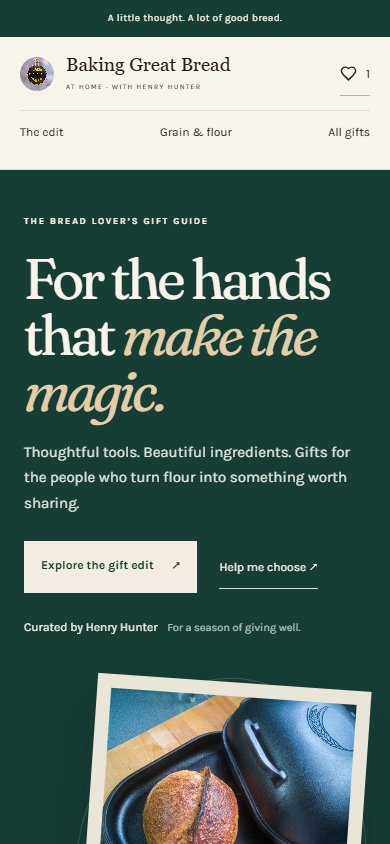 A little thought. A lot of good bread.
Baking Great Bread
AT HOME · WITH HENRY HUNTER
1
The edit
Grain & flour
All gifts
THE BREAD LOVER'S GIFT GUIDE
For the hands
that make the
magic.
Thoughtful tools. Beautiful ingredients. Gifts for
the people who turn flour into something worth
sharing.
Explore the gift edit ↗
Help me choose ↗
Curated by Henry Hunter For a season of giving well.